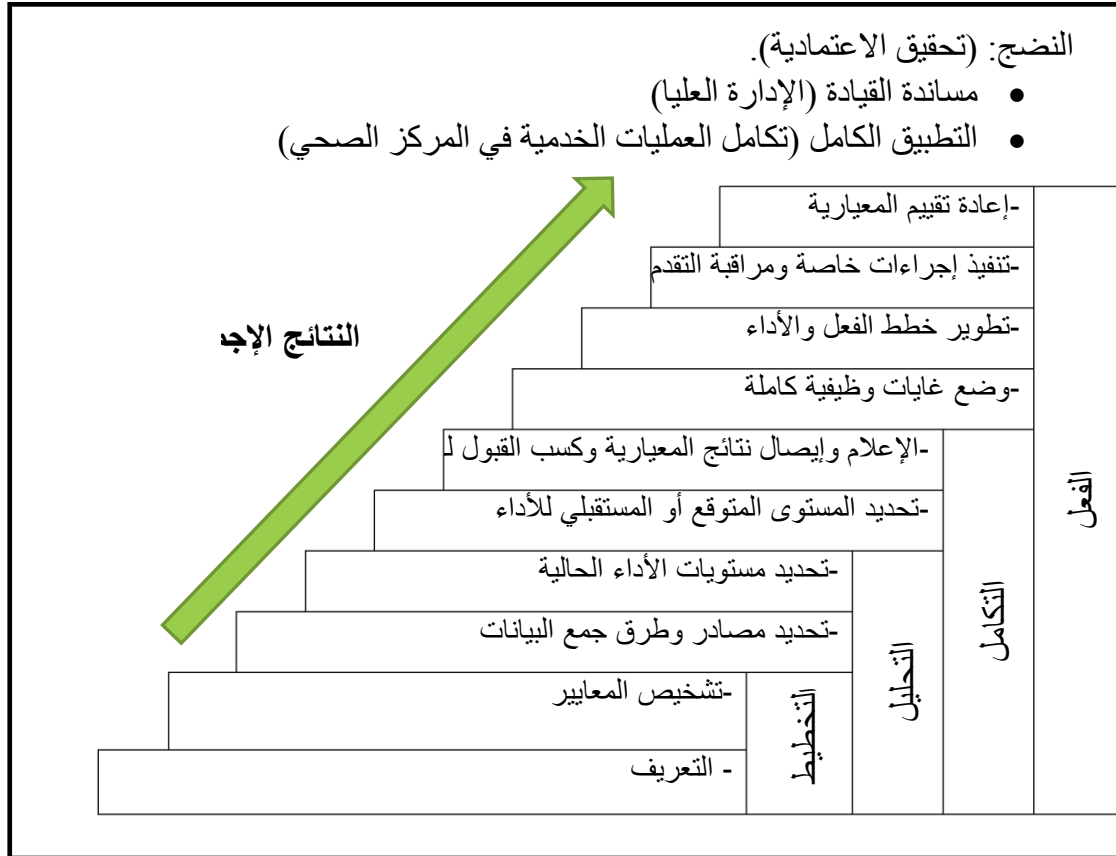 النضج: (تحقيق الاعتمادية).
• مساندة القيادة (الإدارة العليا)
• التطبيق الكامل (تكامل العمليات الخدمية في المركز الصحي)
-إعادة تقييم المعيارية
-تنفيذ إجراءات خاصة ومراقبة التقدم
-تطوير خطط الفعل والأداء
النتائج
-وضع غايات وظيفية كاملة
-الإعلام وإيصال نتائج المعيارية وكسب القبول
-تحديد المستوى المتوقع أو المستقبلي للأداء
-تحديد مستويات الأداء الحالية
-تحديد مصادر وطرق جمع البيانات
-تشخيص المعايير
- التعريف
الفعل
التكامل
التحليل
التخطيط